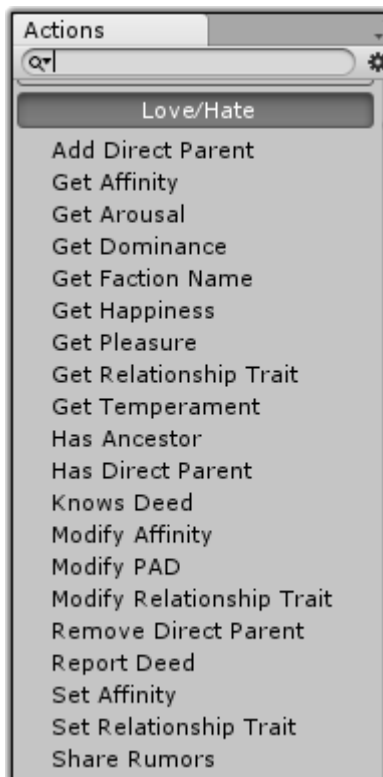 Actions
Love/Hate
Add Direct Parent
Get Affinity
Get Arousal
Get Dominance
Get Faction Name
Get Happiness
Get Pleasure
Get Relationship Trait
Get Temperament
Has Ancestor
Has Direct Parent
Knows Deed
Modify Affinity
Modify PAD
Modify Relationship Trait
Remove Direct Parent
Report Deed
Set Affinity
Set Relationship Trait
Share Rumors